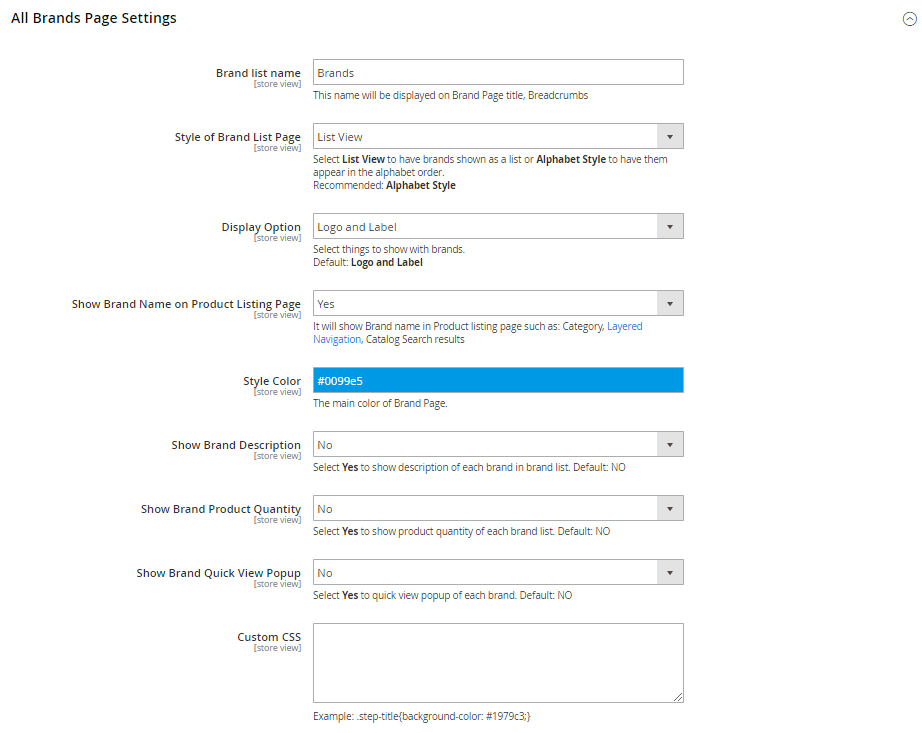 All Brands Page Settings
Brand list name
[store view]
Brands
This name will be displayed on Brand Page title, Breadcrumbs
Style of Brand List Page
[store view]
List View
Select List View to have brands shown as a list or Alphabet Style to have them
appear in the alphabet order.
Recommended: Alphabet Style
Display Option
[store view]
Logo and Label
Select things to show with brands.
Default: Logo and Label
Show Brand Name on Product Listing Page
[store view]
Yes
It will show Brand name in Product listing page such as: Category, Layered
Navigation, Catalog Search results
Style Color
[store view]
#0099e5
The main color of Brand Page.
Show Brand Description
[store view]
No
Select Yes to show description of each brand in brand list. Default: NO
Show Brand Product Quantity
[store view]
No
Select Yes to show product quantity of each brand list. Default: NO
Show Brand Quick View Popup
[store view]
No
Select Yes to quick view popup of each brand. Default: NO
Custom CSS
[store view]
Example: .step-title{background-color: #1979c3;}